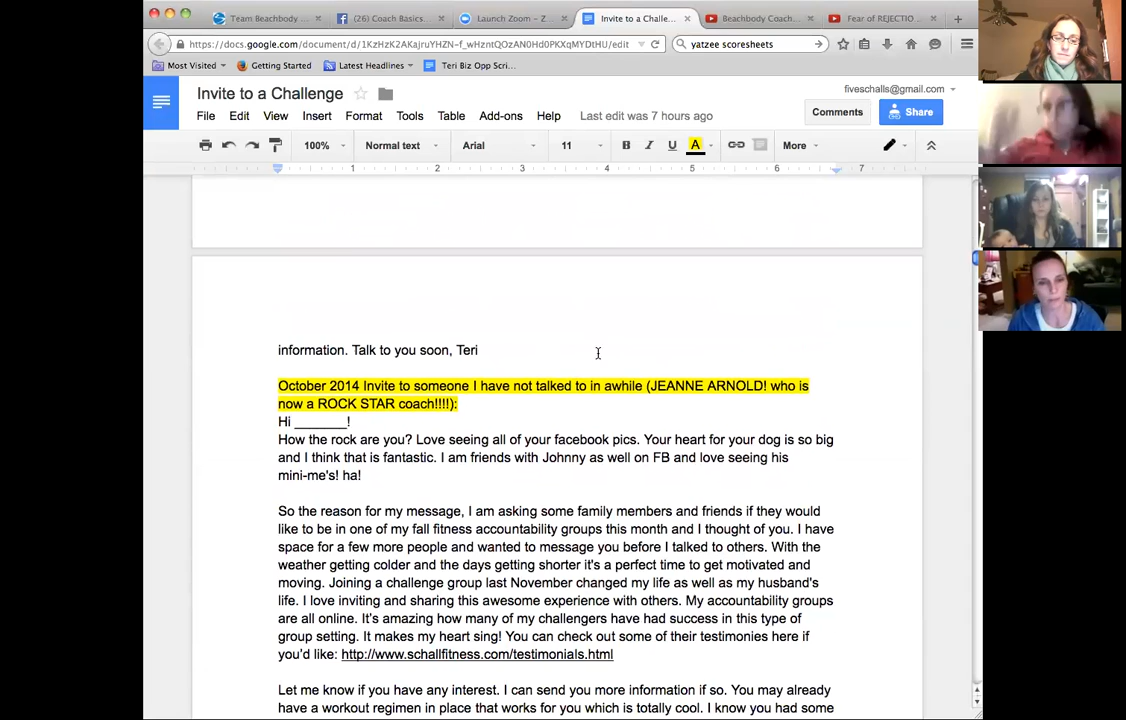 Team Beachbody ...
(26) Coach Basics...
Launch Zoom – Z...
Invite to a Challe...
Beachbody Coac...
Fear of REJECTIO...
https://docs.google.com/document/d/1KzHzK2AKajruYHZN-f_wHzntQOzAN0Hd0PKXqMYDtHU/edit
yatzee scoresheets
Most Visited
Getting Started
Latest Headlines
Teri Biz Opp Scri...
Invite to a Challenge
fiveschalls@gmail.com
File Edit View Insert Format Tools Table Add-ons Help Last edit was 7 hours ago
Comments
Share
100% Normal text Arial 11 B I U A More
1 2 3 4 5 6 7
information. Talk to you soon, Teri
October 2014 Invite to someone I have not talked to in awhile (JEANNE ARNOLD! who is
now a ROCK STAR coach!!!!):
Hi _______!
How the rock are you? Love seeing all of your facebook pics. Your heart for your dog is so big
and I think that is fantastic. I am friends with Johnny as well on FB and love seeing his
mini-me's! ha!
So the reason for my message, I am asking some family members and friends if they would
like to be in one of my fall fitness accountability groups this month and I thought of you. I have
space for a few more people and wanted to message you before I talked to others. With the
weather getting colder and the days getting shorter it's a perfect time to get motivated and
moving. Joining a challenge group last November changed my life as well as my husband's
life. I love inviting and sharing this awesome experience with others. My accountability groups
are all online. It's amazing how many of my challengers have had success in this type of
group setting. It makes my heart sing! You can check out some of their testimonies here if
you'd like: http://www.schallfitness.com/testimonials.html
Let me know if you have any interest. I can send you more information if so. You may already
have a workout regimen in place that works for you which is totally cool. I know you had some